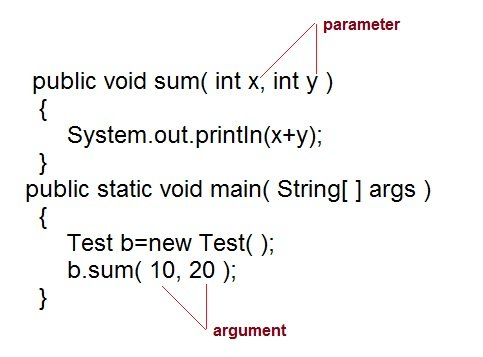 parameter
public void sum( int x, int y )
{
System.out.println(x+y);
}
public static void main( String[ ] args )
{
Test b=new Test( );
b.sum( 10, 20 );
}
argument